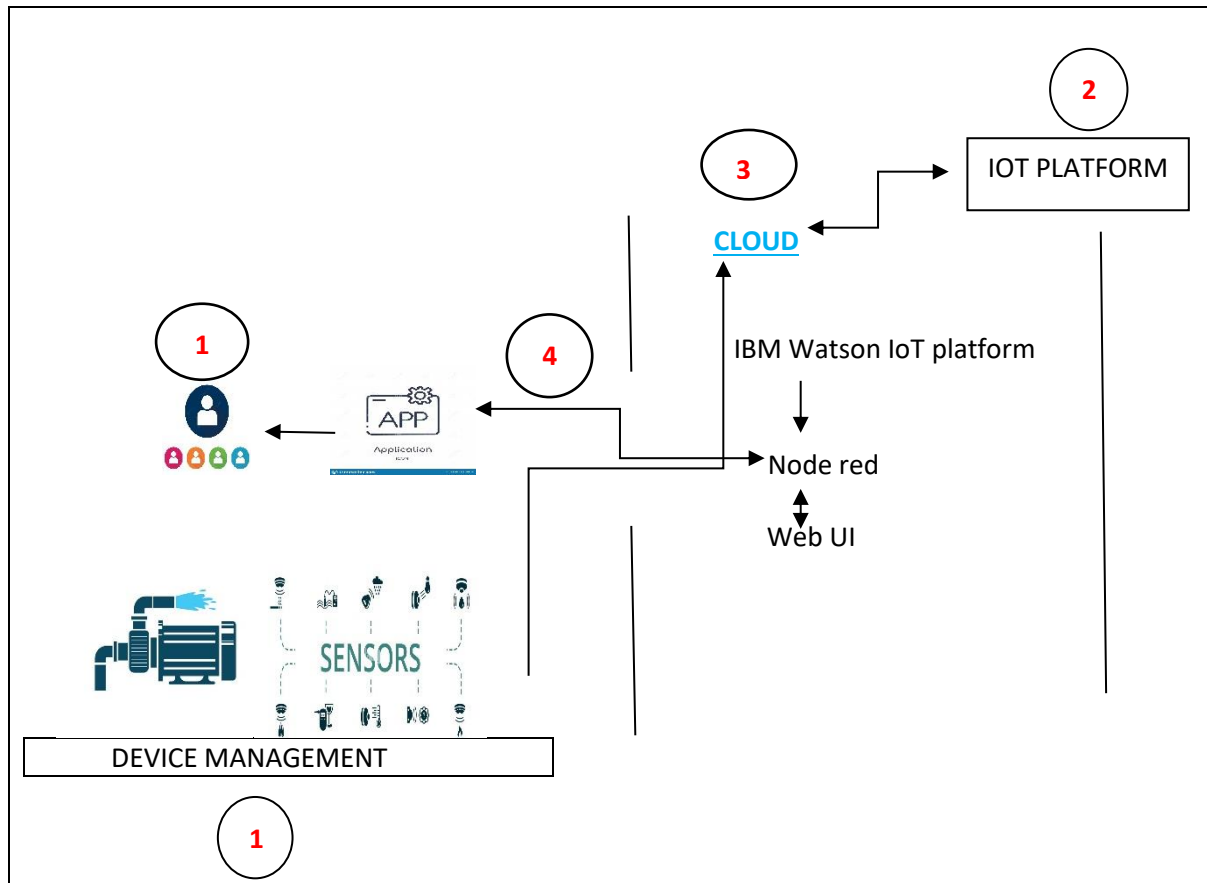 2
IOT PLATFORM
3
CLOUD
1
4
IBM Watson IoT platform
APP
Application
Node red
Web UI
SENSORS
DEVICE MANAGEMENT
1